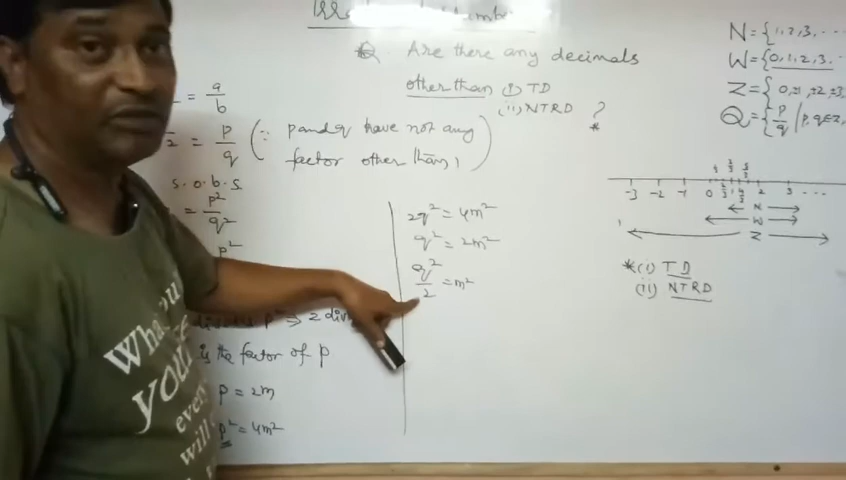 Q. Are there any decimals
other than (i) TD
(ii) NTRD ?
= a/b
= p/q (∵ p and q have not any
factor other than 1)
s.o.b.s
= p²/q²
p²
divides p² ⇒ 2
is the factor of p
p = 2m
p² = 4m²
2q² = 4m²
q² = 2m²
q²/2 = m²
N = {1, 2, 3, ...
W = {0, 1, 2, 3, ...
Z = {0, ±1, ±2, ±3,
Q = {p/q | p, q ∈ z,
-3 -2 -1 0 1 2 3 ...
N
W
Z
*(i) TD
(ii) NTRD
What
you
every
will